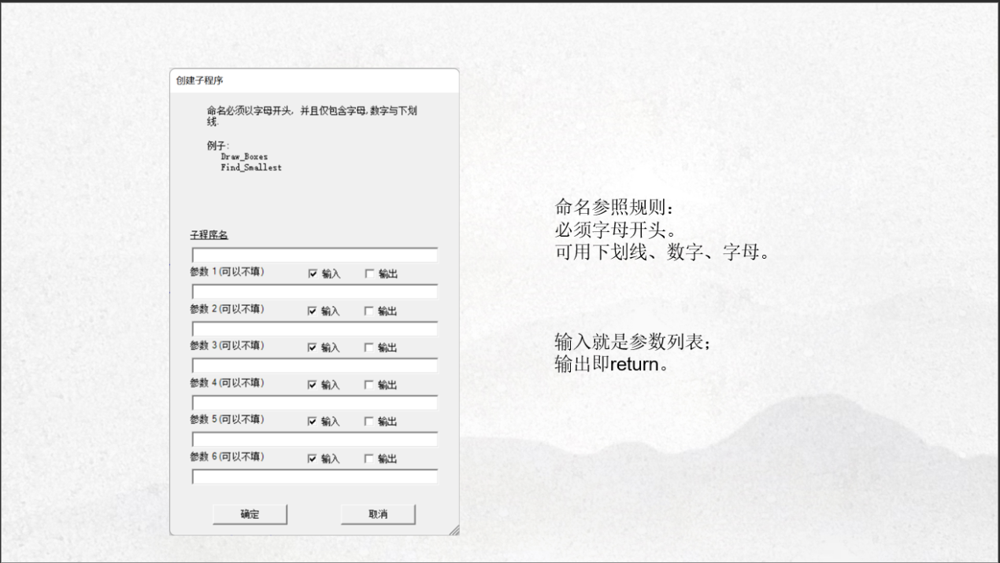 创建子程序
命名必须以字母开头, 并且仅包含字母,数字与下划
线.
例子:
Draw_Boxes
Find_Smallest
子程序名
参数 1(可以不填) 输入 输出
参数 2(可以不填) 输入 输出
参数 3(可以不填) 输入 输出
参数 4(可以不填) 输入 输出
参数 5(可以不填) 输入 输出
参数 6(可以不填) 输入 输出
确定 取消
命名参照规则：
必须字母开头。
可用下划线、数字、字母。
输入就是参数列表；
输出即return。